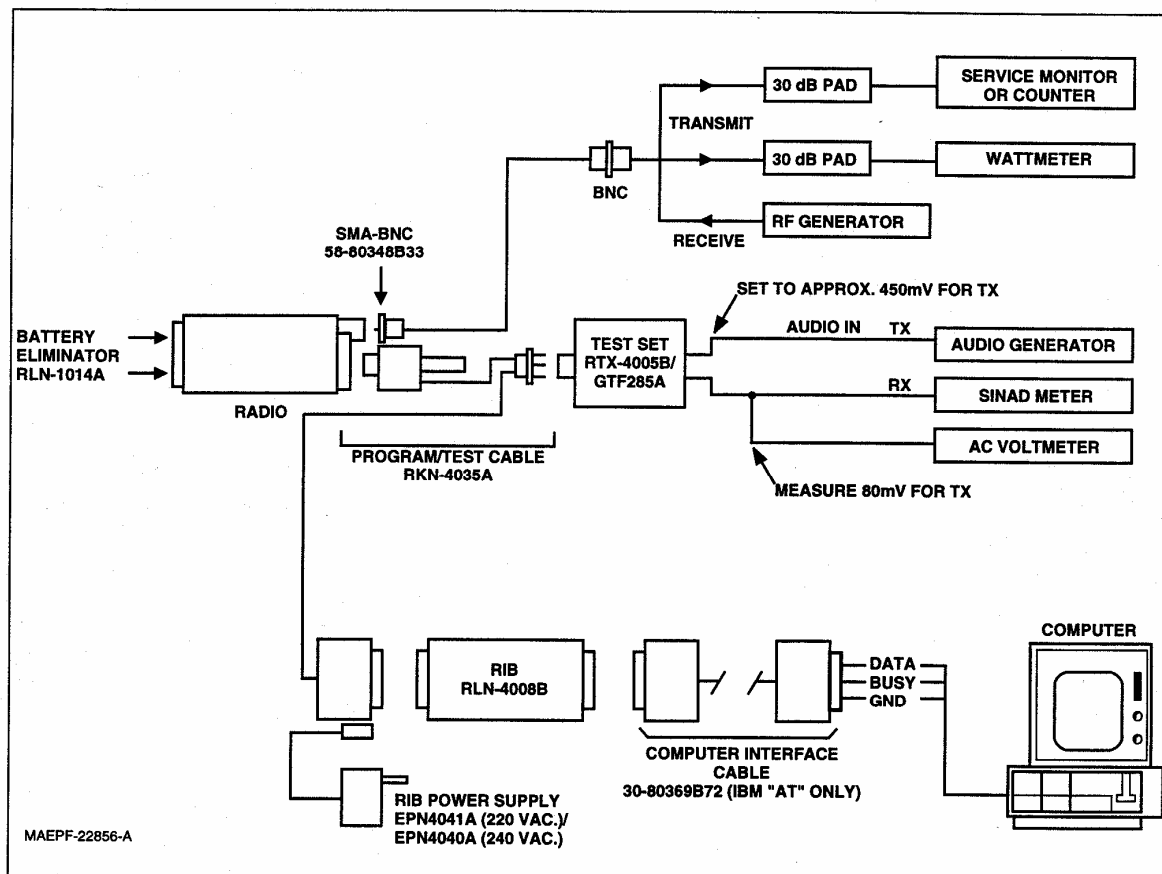 30 dB PAD
SERVICE MONITOR
OR COUNTER
TRANSMIT
30 dB PAD
WATTMETER
BNC
RF GENERATOR
RECEIVE
SMA-BNC
58-80348B33
SET TO APPROX. 450mV FOR TX
BATTERY
ELIMINATOR
RLN-1014A
RADIO
TEST SET
RTX-4005B/
GTF285A
AUDIO IN TX
AUDIO GENERATOR
RX
SINAD METER
AC VOLTMETER
PROGRAM/TEST CABLE
RKN-4035A
MEASURE 80mV FOR TX
COMPUTER
RIB
RLN-4008B
DATA
BUSY
GND
COMPUTER INTERFACE
CABLE
30-80369B72 (IBM "AT" ONLY)
RIB POWER SUPPLY
EPN4041A (220 VAC.)/
EPN4040A (240 VAC.)
MAEPF-22856-A